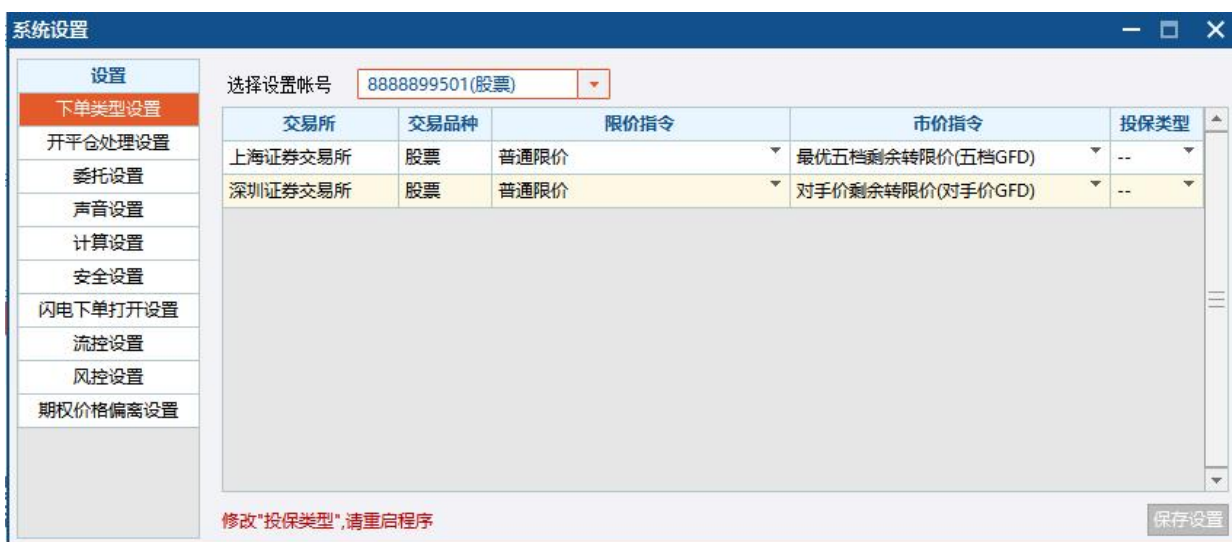 系统设置
设置
下单类型设置
开平仓处理设置
委托设置
声音设置
计算设置
安全设置
闪电下单打开设置
流控设置
风控设置
期权价格偏离设置
选择设置帐号 8888899501(股票)
交易所 交易品种 限价指令 市价指令 投保类型
上海证券交易所 股票 普通限价 最优五档剩余转限价(五档GFD) --
深圳证券交易所 股票 普通限价 对手价剩余转限价(对手价GFD) --
修改"投保类型",请重启程序
保存设置